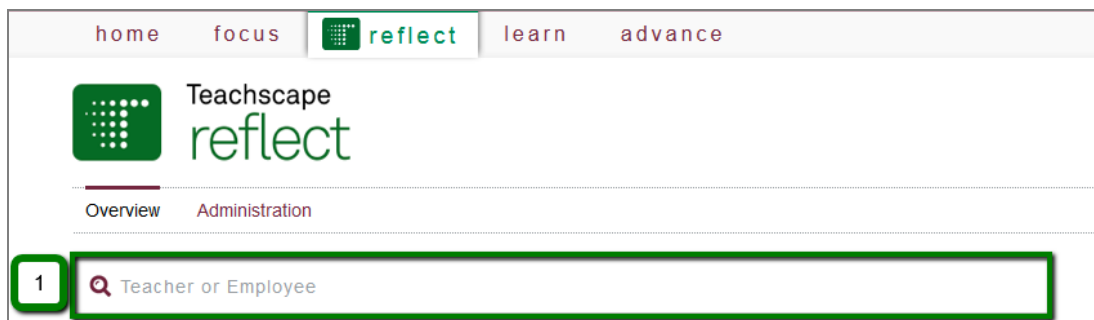 home focus reflect learn advance
Teachscape
reflect
Overview Administration
1 Teacher or Employee